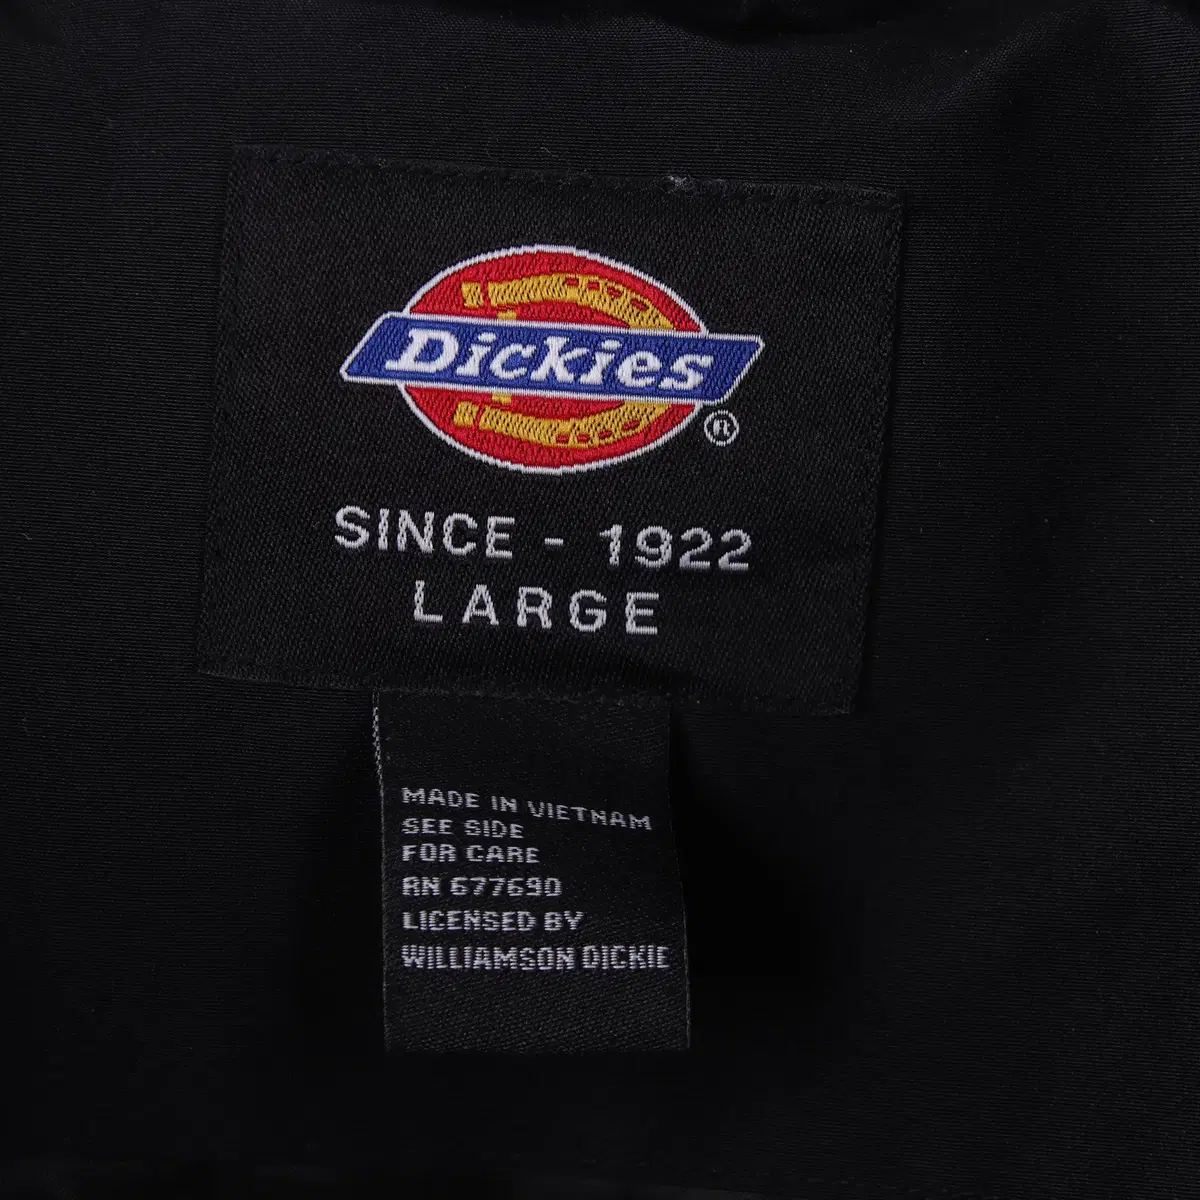 Dickies
®
SINCE - 1922
LARGE
MADE IN VIETNAM
SEE SIDE
FOR CARE
RN 677690
LICENSED BY
WILLIAMSON DICKIE